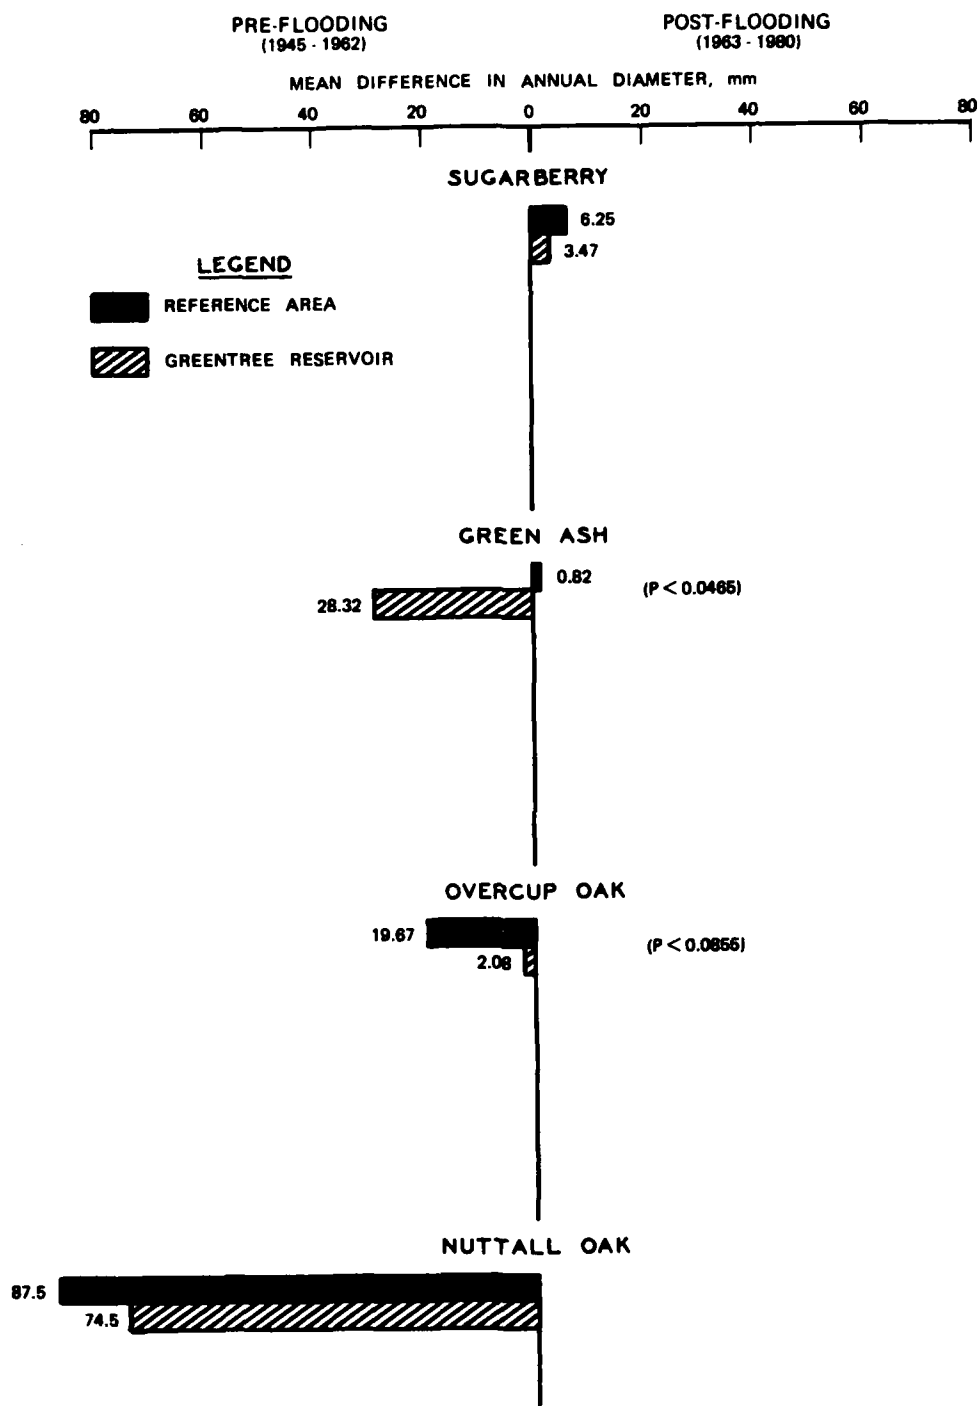 PRE-FLOODING
(1945 - 1962)
POST-FLOODING
(1963 - 1980)
MEAN DIFFERENCE IN ANNUAL DIAMETER, mm
80 60 40 20 0 20 40 60 80
SUGARBERRY
6.25
3.47
LEGEND
REFERENCE AREA
GREENTREE RESERVOIR
GREEN ASH
0.82
(P < 0.0465)
28.32
OVERCUP OAK
19.67
(P < 0.0855)
2.08
NUTTALL OAK
87.5
74.5